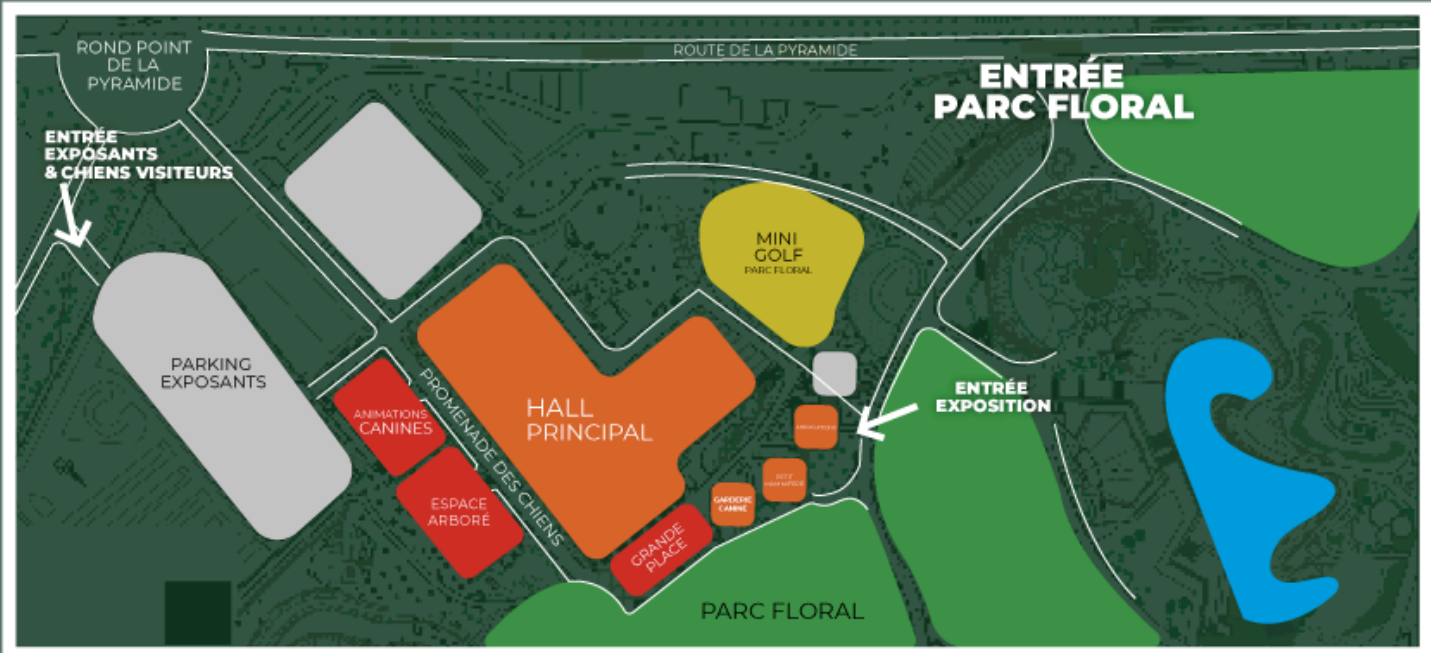 ROND POINT
DE LA
PYRAMIDE
ROUTE DE LA PYRAMIDE
ENTRÉE
PARC FLORAL
ENTRÉE
EXPOSANTS
& CHIENS VISITEURS
MINI
GOLF
PARC FLORAL
PARKING
EXPOSANTS
ANIMATIONS
CANINES
PROMENADE DES CHIENS
HALL
PRINCIPAL
ENTRÉE
EXPOSITION
ESPACE
ARBORÉ
GARDERIE
CANINE
GRANDE
PLACE
PARC FLORAL